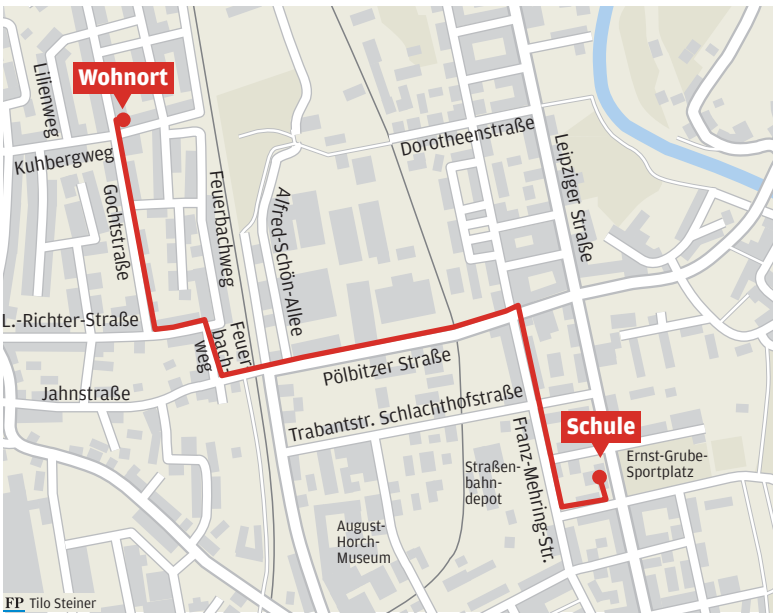 Wohnort
Lilienweg
Kuhbergweg
Gochtstraße
Feuerbachweg
Alfred-Schön-Allee
Dorotheenstraße
Leipziger Straße
L.-Richter-Straße
Feuer-
bach-
weg
Jahnstraße
Pölbitzer Straße
Trabantstr.
Schlachthofstraße
Franz-Mehring-Str.
Schule
Ernst-Grube-
Sportplatz
Straßen-
bahn-
depot
August-
Horch-
Museum
FP Tilo Steiner